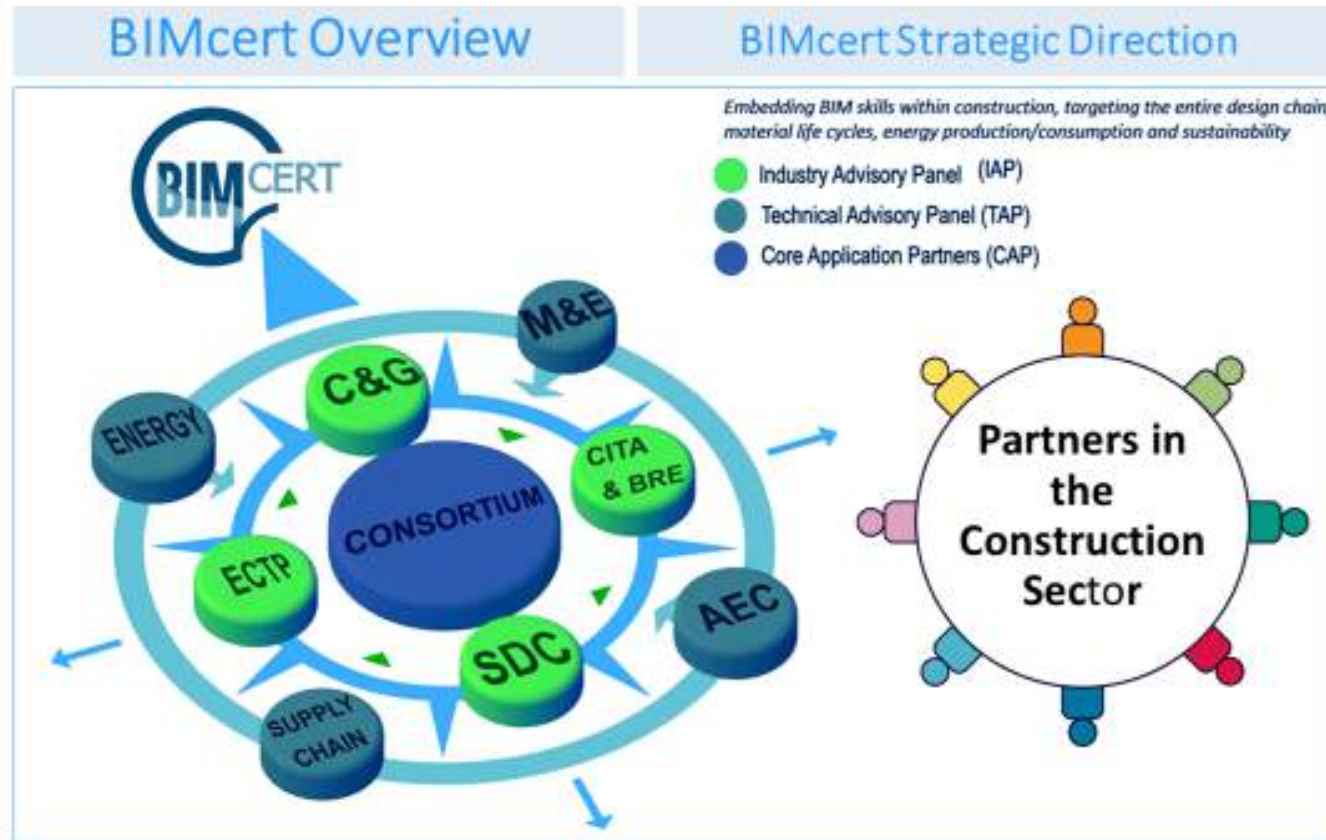 BIMcert Overview
BIMcert Strategic Direction
BIM CERT
Embedding BIM skills within construction, targeting the entire design chain,
material life cycles, energy production/consumption and sustainability
Industry Advisory Panel (IAP)
Technical Advisory Panel (TAP)
Core Application Partners (CAP)
M&E
C&G
ENERGY
CITA
& BRE
CONSORTIUM
ECTP
AEC
SDC
SUPPLY
CHAIN
Partners in
the
Construction
Sector